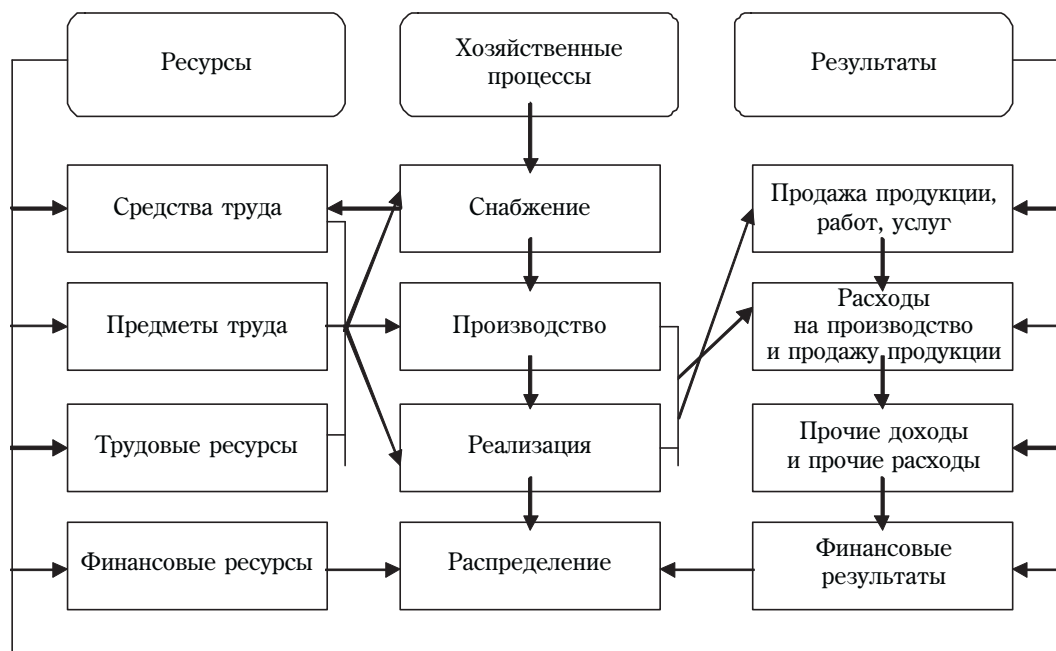 Ресурсы
Хозяйственные
процессы
Результаты
Средства труда
Снабжение
Продажа продукции,
работ, услуг
Предметы труда
Производство
Расходы
на производство
и продажу продукции
Трудовые ресурсы
Реализация
Прочие доходы
и прочие расходы
Финансовые ресурсы
Распределение
Финансовые
результаты